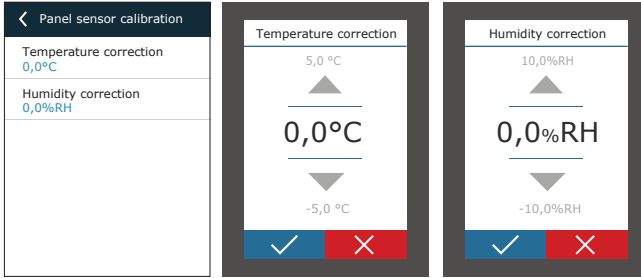 Panel sensor calibration
Temperature correction
0,0°C
Humidity correction
0,0%RH
Temperature correction
5,0 °C
0,0°C
-5,0 °C
Humidity correction
10,0%RH
0,0%RH
-10,0%RH